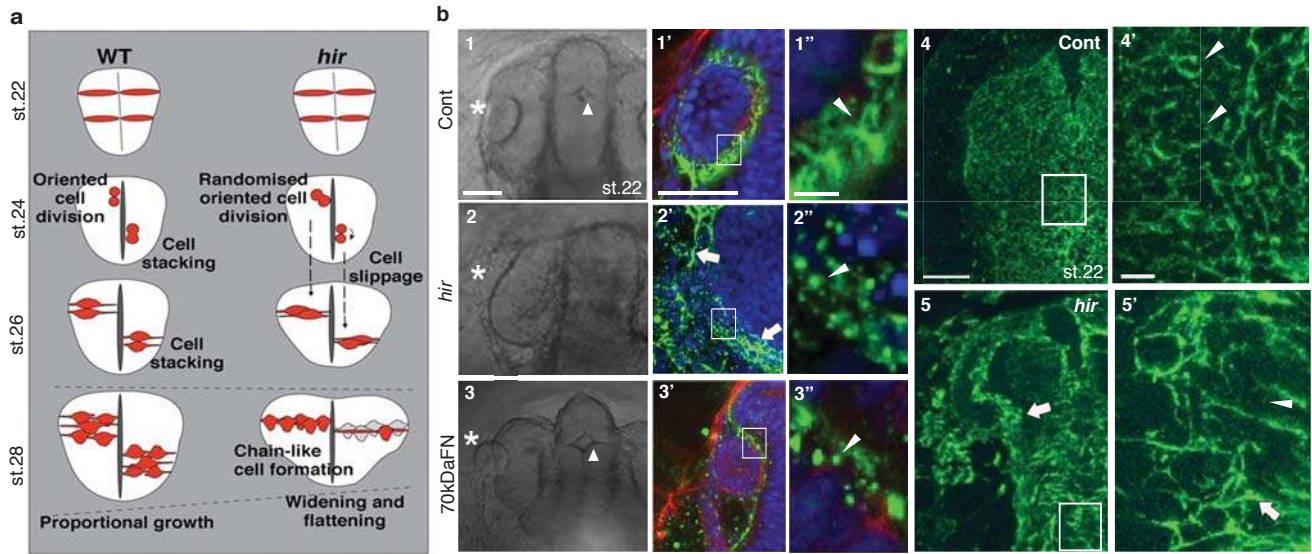 a
WT
hir
st.22
st.24
Oriented
cell
division
Randomised
oriented cell
division
Cell
stacking
Cell
slippage
st.26
Cell
stacking
st.28
Chain-like
cell formation
Proportional growth
Widening and
flattening
b
Cont
1
*
st.22
1’
1’’
hir
2
*
2’
2’’
70kDaFN
3
*
3’
3’’
4
Cont
st.22
4’
5
hir
5’